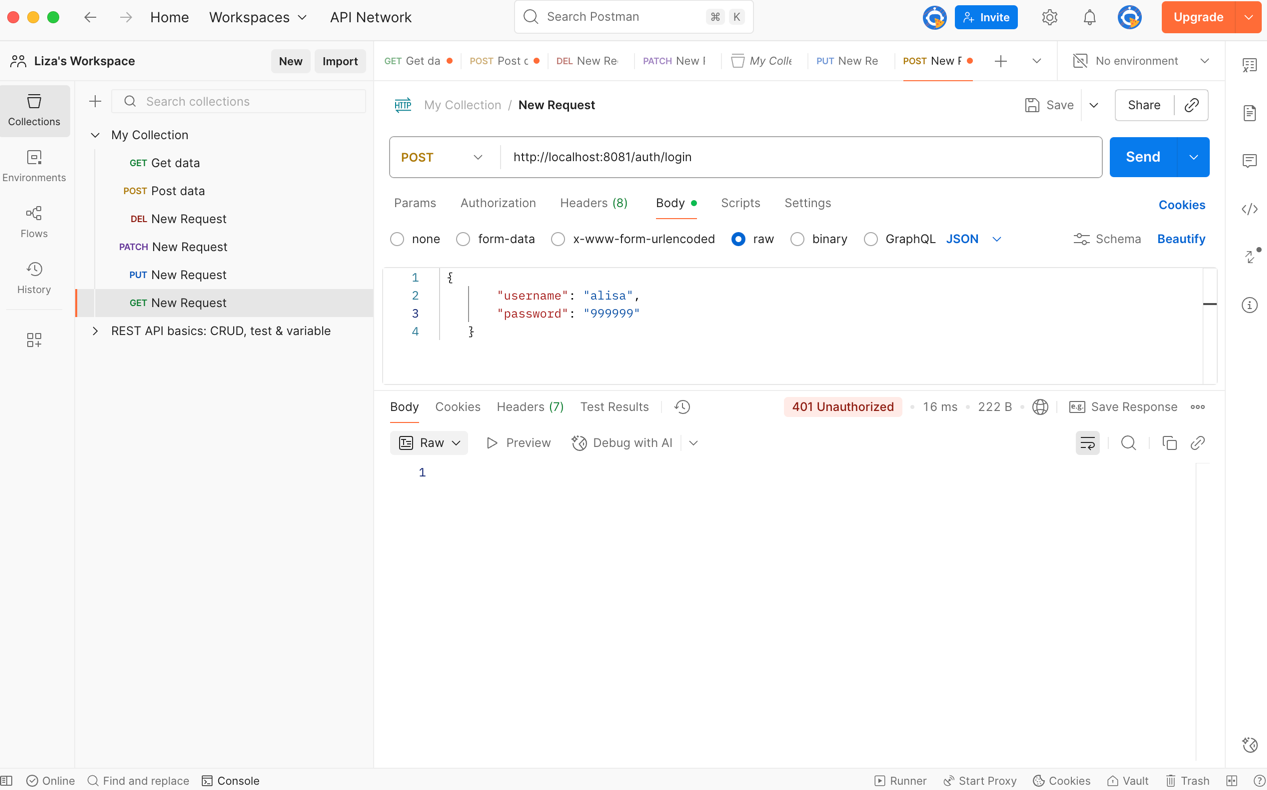 Home Workspaces API Network Search Postman ⌘ K Invite Upgrade
Liza's Workspace New Import
GET Get da POST Post c DEL New Re PATCH New My Colle PUT New Re POST New No environment
Collections
Environments
Flows
History
Search collections
My Collection
GET Get data
POST Post data
DEL New Request
PATCH New Request
PUT New Request
GET New Request
REST API basics: CRUD, test & variable
HTTP My Collection / New Request Save Share
POST http://localhost:8081/auth/login Send
Params Authorization Headers (8) Body Scripts Settings Cookies
none form-data x-www-form-urlencoded raw binary GraphQL JSON Schema Beautify
1 {
2 "username": "alisa",
3 "password": "999999"
4 }
Body Cookies Headers (7) Test Results 401 Unauthorized 16 ms 222 B e.g. Save Response
Raw Preview Debug with AI
1
Online Find and replace Console Runner Start Proxy Cookies Vault Trash